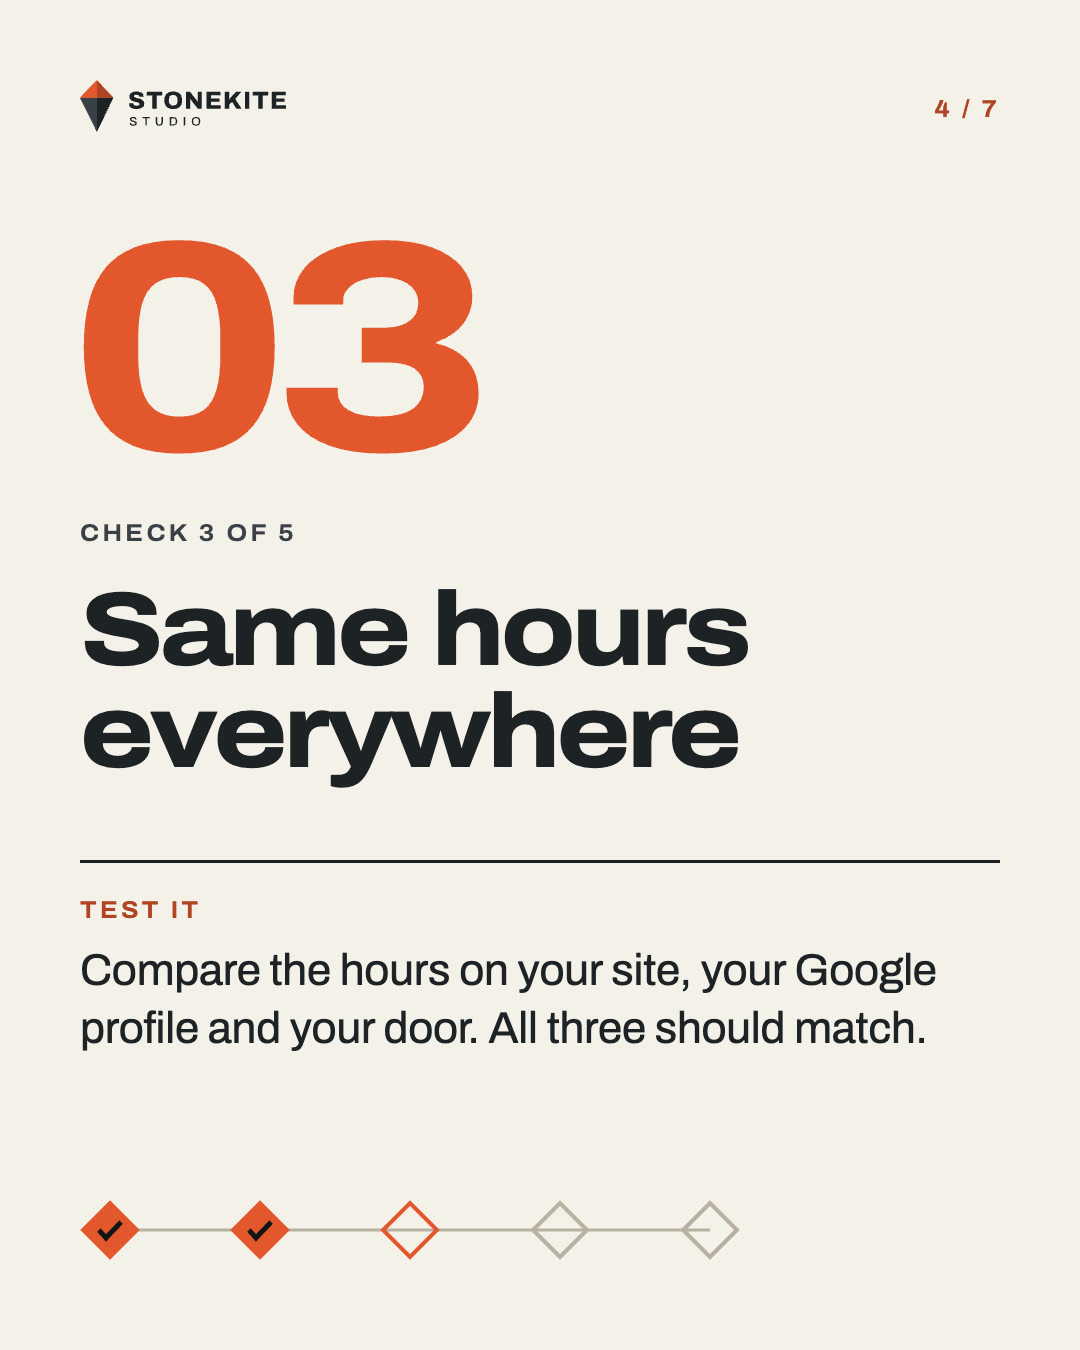 STONEKITE
STUDIO
4 / 7
03
CHECK 3 OF 5
Same hours
everywhere
TEST IT
Compare the hours on your site, your Google
profile and your door. All three should match.